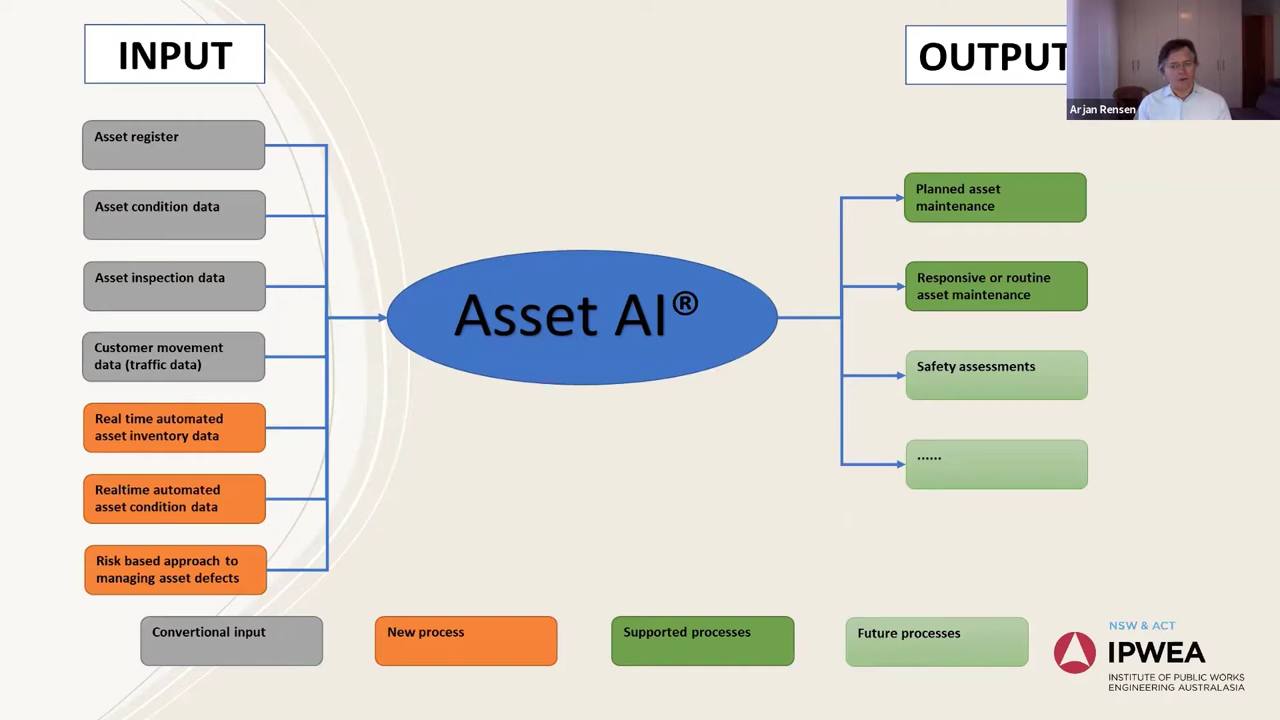 INPUT
OUTPUT
Arjan Rensen
Asset register
Asset condition data
Asset inspection data
Customer movement
data (traffic data)
Real time automated
asset inventory data
Realtime automated
asset condition data
Risk based approach to
managing asset defects
Asset AI®
Planned asset
maintenance
Responsive or routine
asset maintenance
Safety assessments
......
Convertional input
New process
Supported processes
Future processes
NSW & ACT
IPWEA
INSTITUTE OF PUBLIC WORKS
ENGINEERING AUSTRALASIA